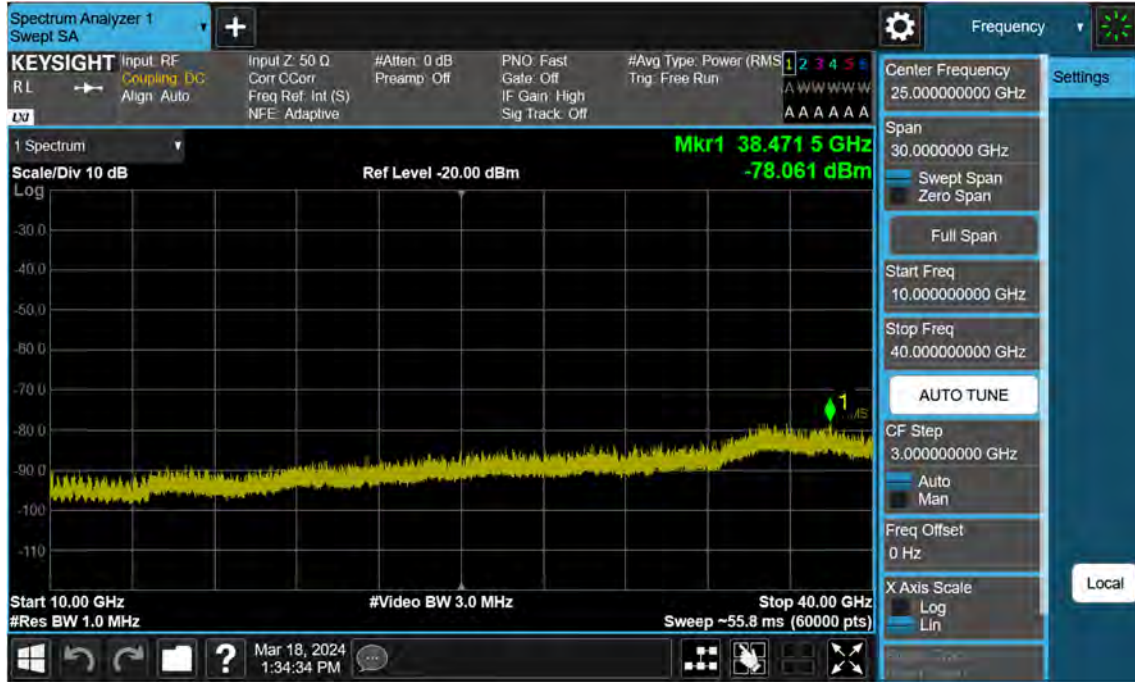 Spectrum Analyzer 1
Swept SA
Frequency
KEYSIGHT
RL
LXI
Input: RF
Coupling: DC
Align: Auto
Input Z: 50 Ω
Corr CCorr
Freq Ref: Int (S)
NFE: Adaptive
#Atten: 0 dB
Preamp: Off
PNO: Fast
Gate: Off
IF Gain: High
Sig Track: Off
#Avg Type: Power (RMS
Trig: Free Run
1 2 3 4 5 6
A W W W W W
A A A A A A
1 Spectrum
Scale/Div 10 dB
Ref Level -20.00 dBm
Mkr1 38.471 5 GHz
-78.061 dBm
Log
-30.0
-40.0
-50.0
-60.0
-70.0
-80.0
-90.0
-100
-110
1
Start 10.00 GHz
#Res BW 1.0 MHz
#Video BW 3.0 MHz
Stop 40.00 GHz
Sweep ~55.8 ms (60000 pts)
Center Frequency
25.000000000 GHz
Span
30.0000000 GHz
Swept Span
Zero Span
Full Span
Start Freq
10.000000000 GHz
Stop Freq
40.000000000 GHz
AUTO TUNE
CF Step
3.000000000 GHz
Auto
Man
Freq Offset
0 Hz
X Axis Scale
Log
Lin
Settings
Local
?
Mar 18, 2024
1:34:34 PM